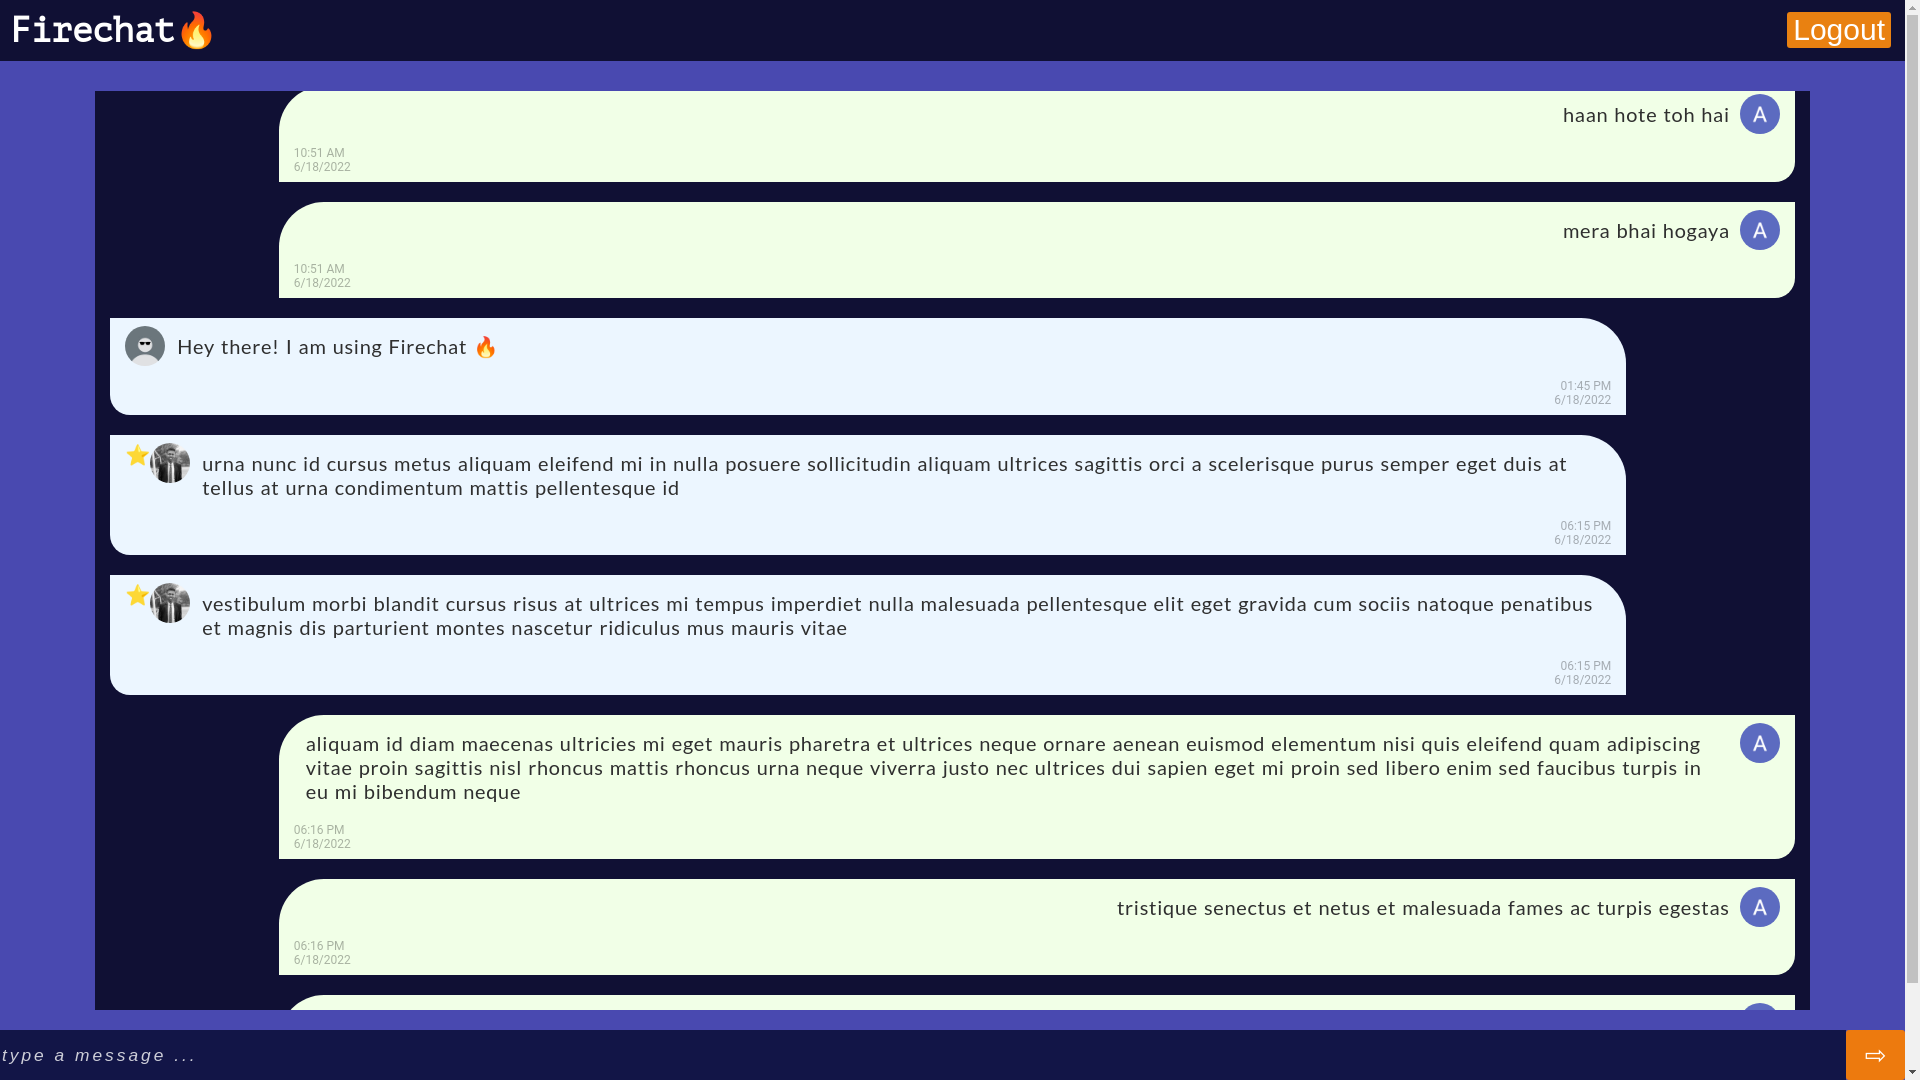 Firechat🔥
Logout
haan hote toh hai
A
10:51 AM
6/18/2022
mera bhai hogaya
A
10:51 AM
6/18/2022
Hey there! I am using Firechat 🔥
01:45 PM
6/18/2022
⭐
urna nunc id cursus metus aliquam eleifend mi in nulla posuere sollicitudin aliquam ultrices sagittis orci a scelerisque purus semper eget duis at
tellus at urna condimentum mattis pellentesque id
06:15 PM
6/18/2022
⭐
vestibulum morbi blandit cursus risus at ultrices mi tempus imperdiet nulla malesuada pellentesque elit eget gravida cum sociis natoque penatibus
et magnis dis parturient montes nascetur ridiculus mus mauris vitae
06:15 PM
6/18/2022
aliquam id diam maecenas ultricies mi eget mauris pharetra et ultrices neque ornare aenean euismod elementum nisi quis eleifend quam adipiscing
A
vitae proin sagittis nisl rhoncus mattis rhoncus urna neque viverra justo nec ultrices dui sapien eget mi proin sed libero enim sed faucibus turpis in
eu mi bibendum neque
06:16 PM
6/18/2022
tristique senectus et netus et malesuada fames ac turpis egestas
A
06:16 PM
6/18/2022
type a message ...
⇨